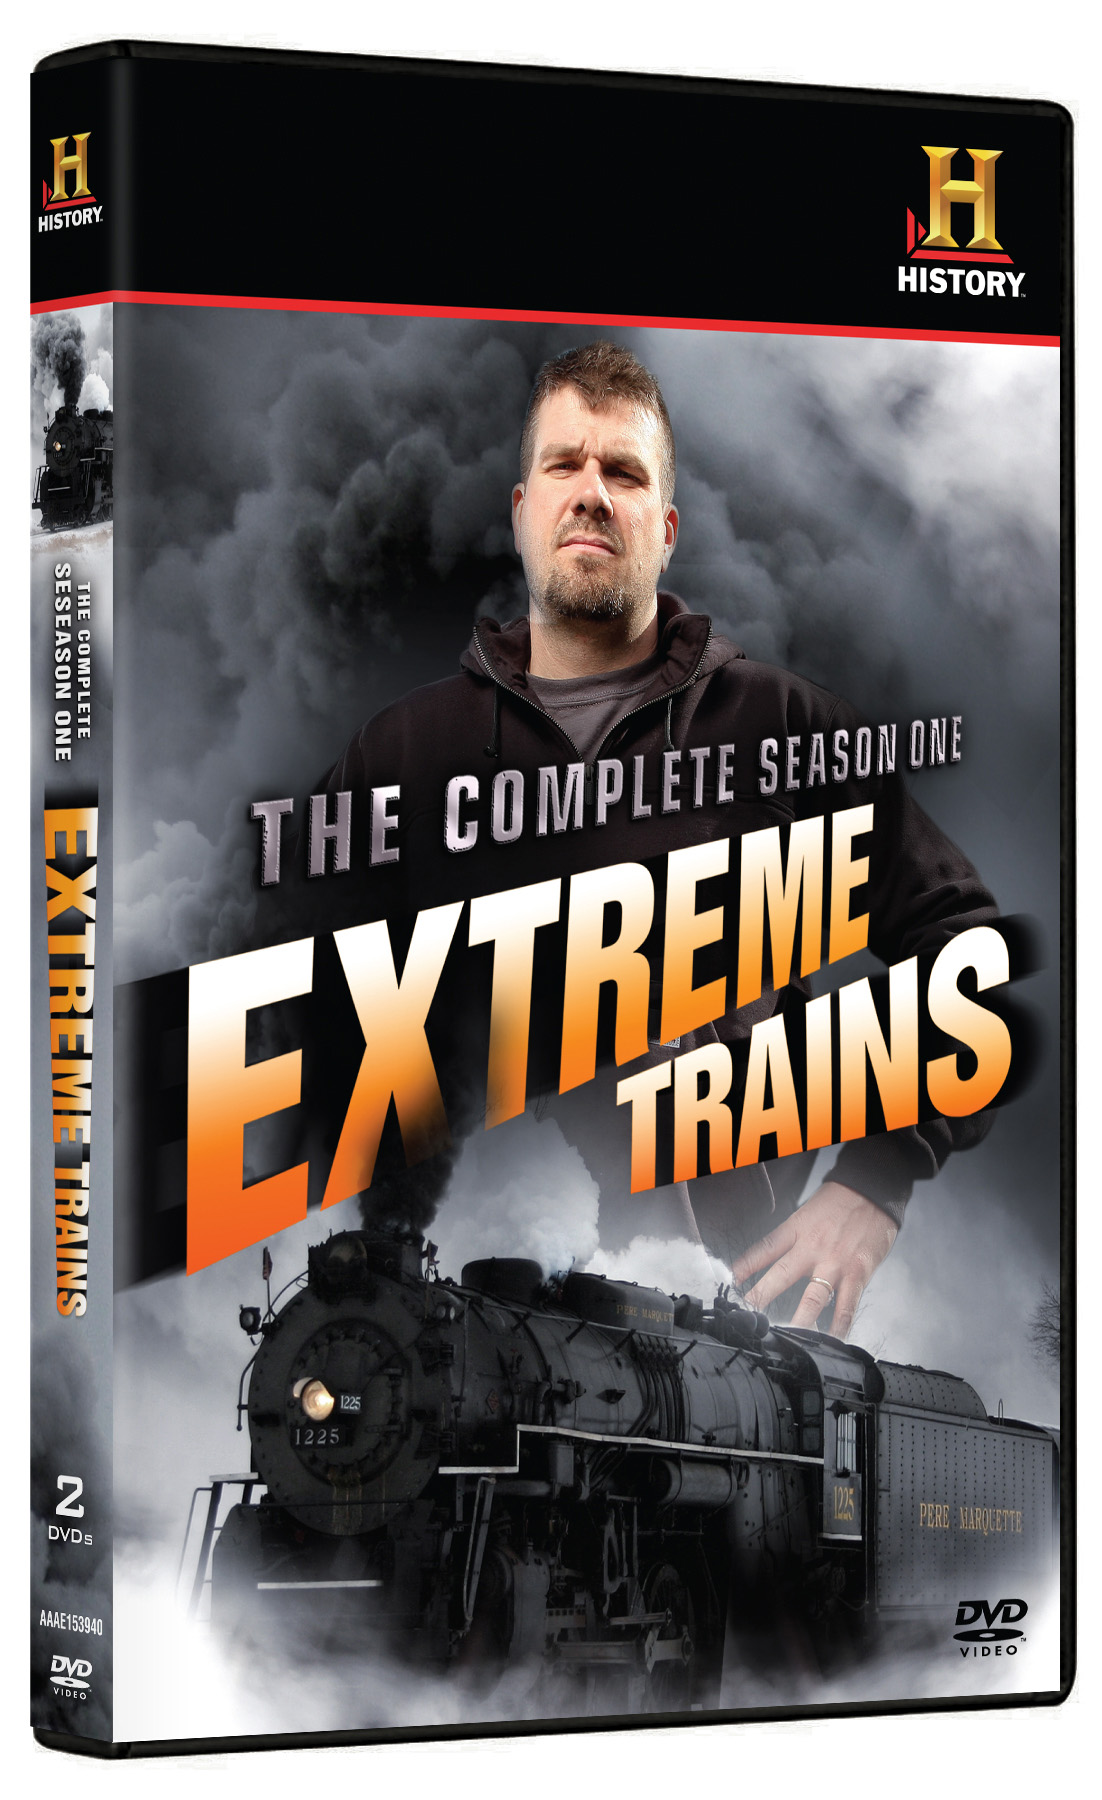 H
HISTORY
THE COMPLETE
SESEASON ONE
EXTREME TRAINS
2
DVDs
AAAE153940
DVD
VIDEO
H
HISTORY
THE COMPLETE SEASON ONE
EXTREME
TRAINS
PERE MARQUETTE
1225
1225
1225
PERE MARQUETTE
DVD
VIDEO